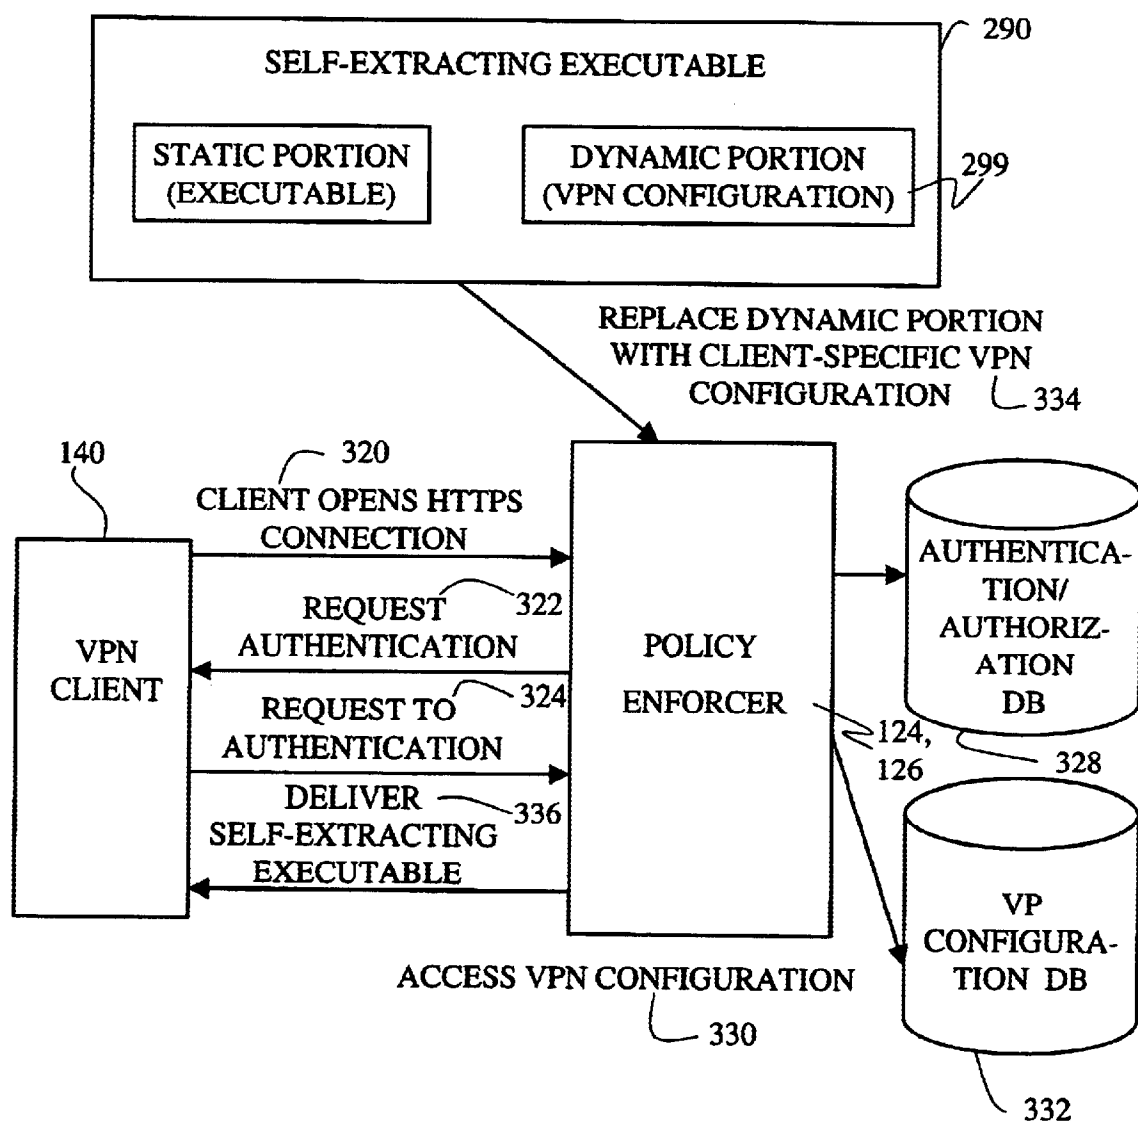 290
SELF-EXTRACTING EXECUTABLE
STATIC PORTION
(EXECUTABLE)
DYNAMIC PORTION
(VPN CONFIGURATION)
299
REPLACE DYNAMIC PORTION
WITH CLIENT-SPECIFIC VPN
CONFIGURATION
334
140
320
CLIENT OPENS HTTPS
CONNECTION
REQUEST
322
AUTHENTICATION
VPN
CLIENT
324
REQUEST TO
AUTHENTICATION
DELIVER
336
SELF-EXTRACTING
EXECUTABLE
POLICY
ENFORCER
124,
126
AUTHENTICA-
TION/
AUTHORIZ-
ATION
DB
328
VP
CONFIGURA-
TION DB
332
ACCESS VPN CONFIGURATION
330